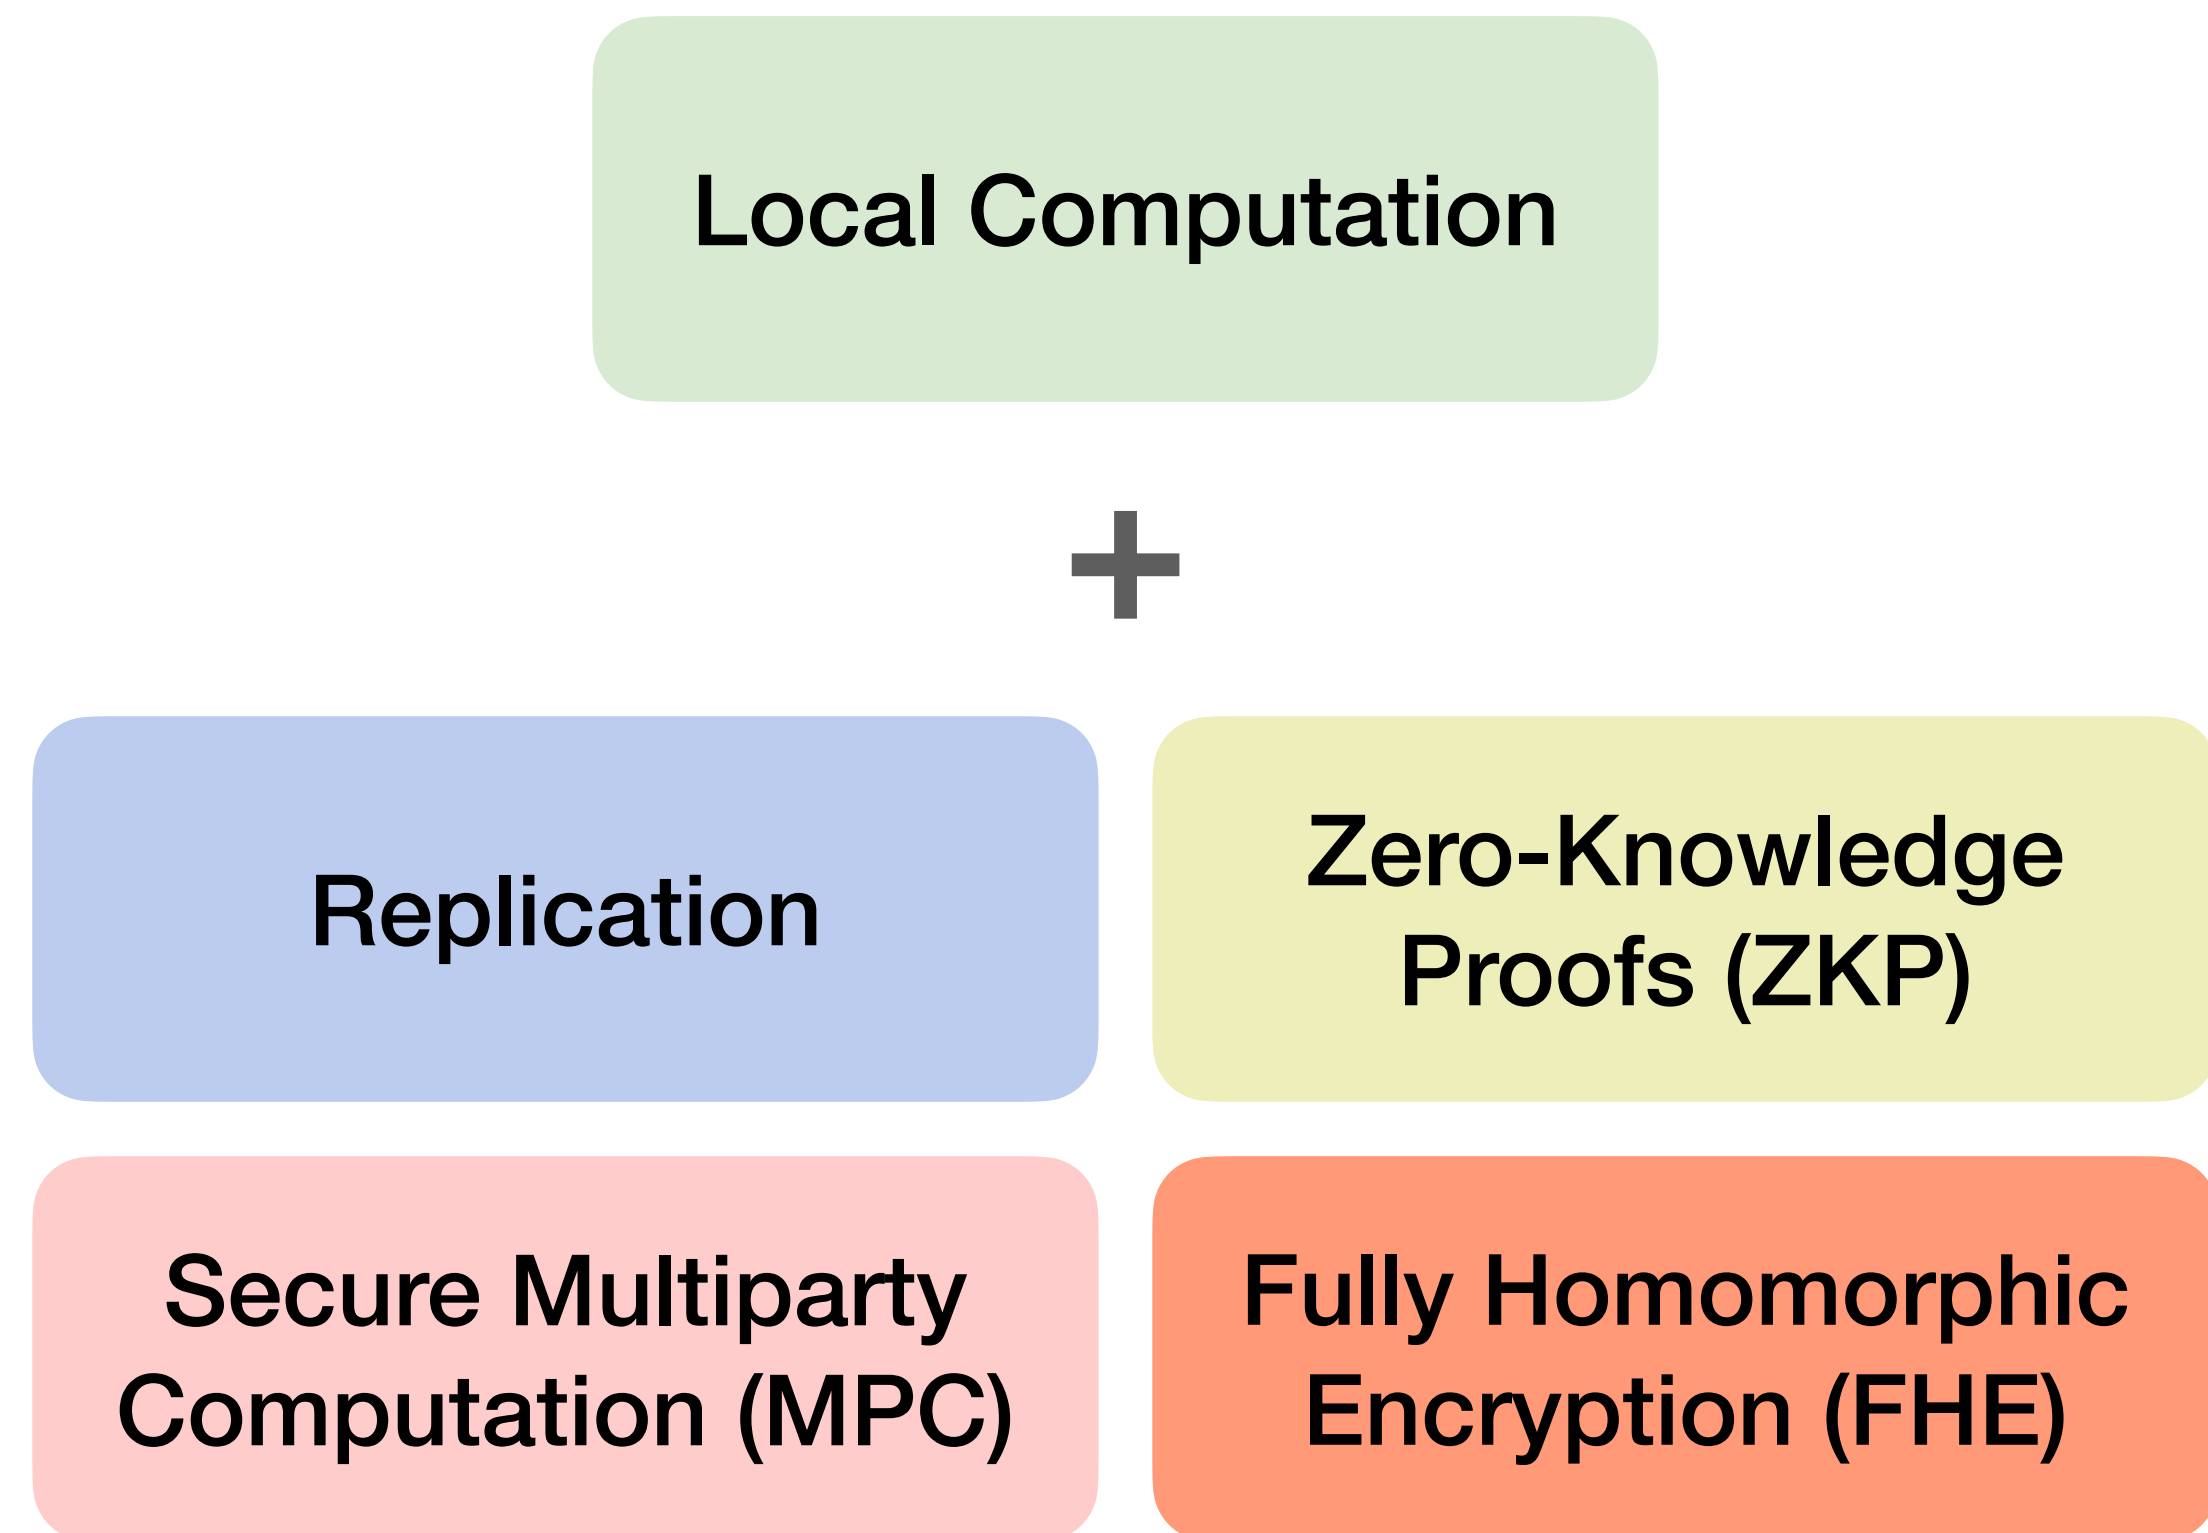 Local Computation
+
Replication
Zero-Knowledge
Proofs (ZKP)
Secure Multiparty
Computation (MPC)
Fully Homomorphic
Encryption (FHE)